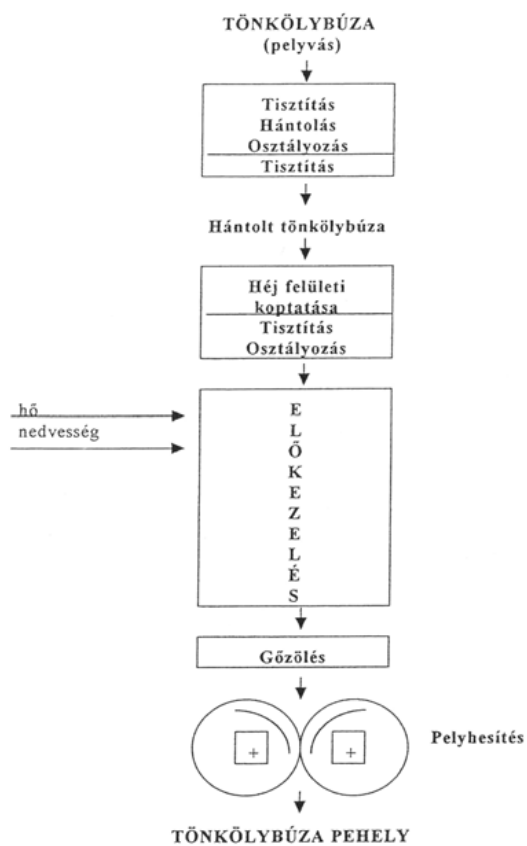 TÖNKÖLYBÚZA
(pelyvás)
Tisztítás
Hántolás
Osztályozás
Tisztítás
Hántolt tönkölybúza
Héj felületi
koptatása
Tisztítás
Osztályozás
hő
nedvesség
E
L
Ő
K
E
Z
E
L
É
S
Gőzölés
+
+
Pelyhesítés
TÖNKÖLYBÚZA PEHELY